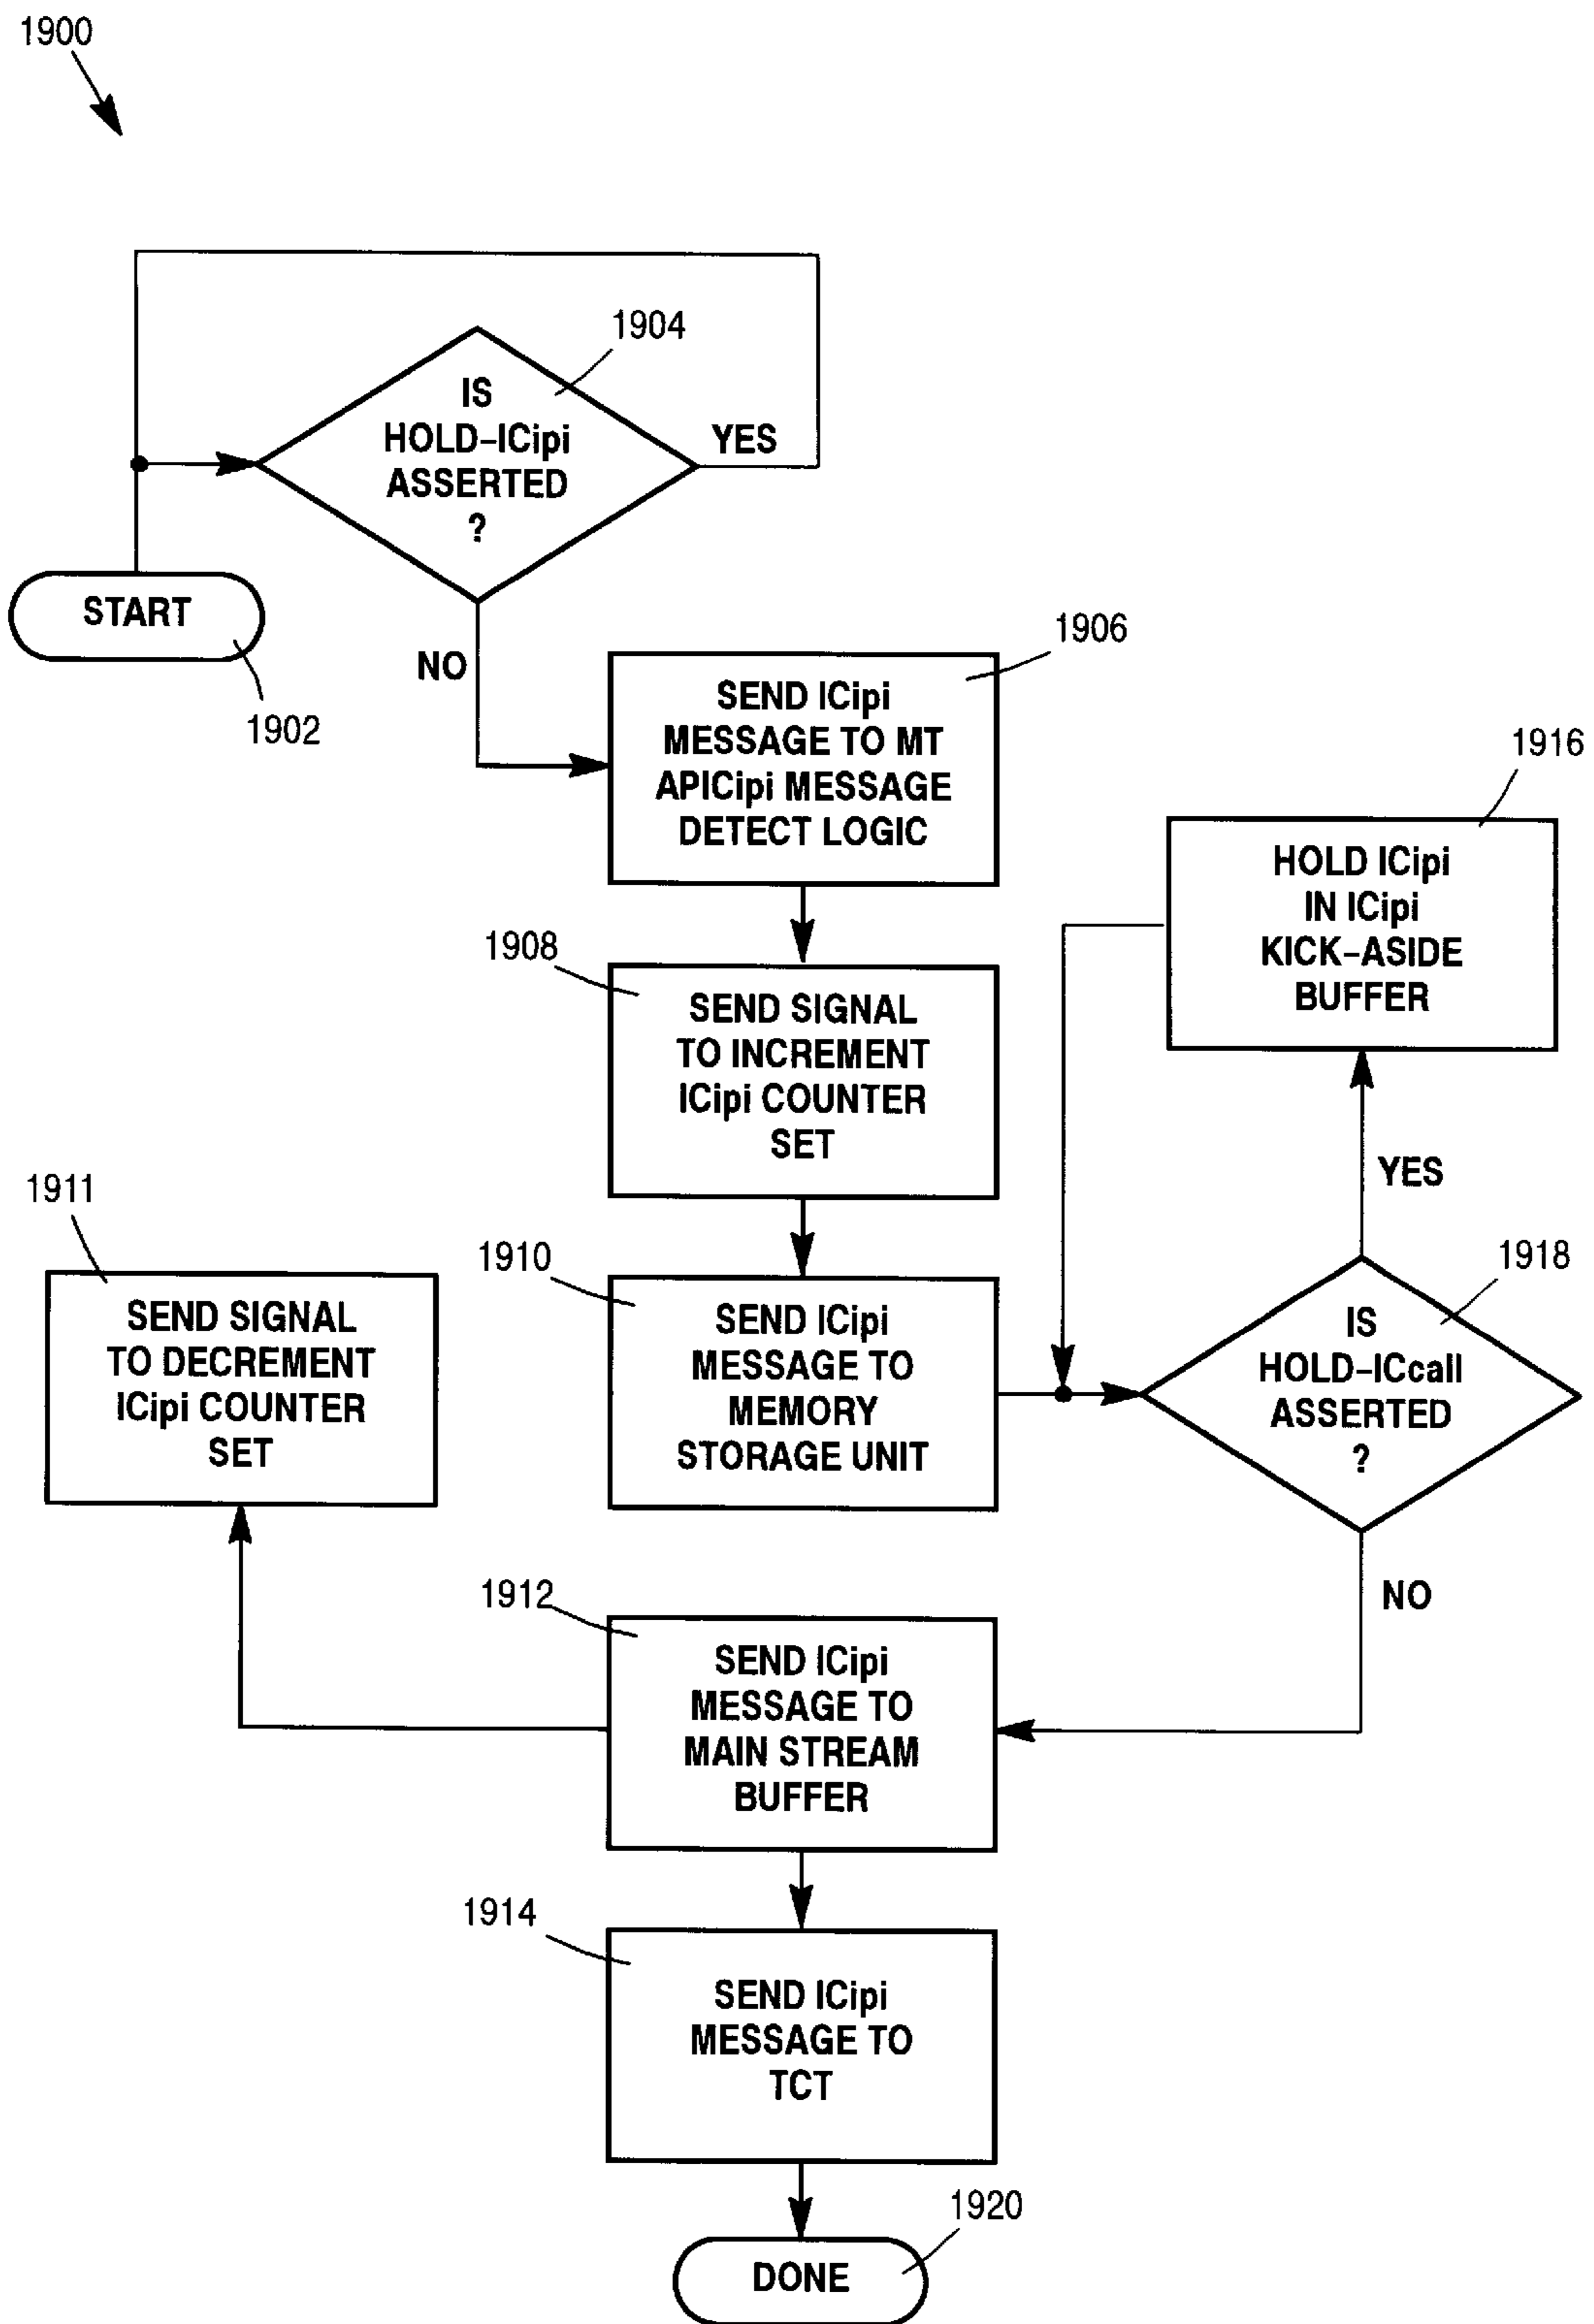 1900
1904
IS
HOLD-ICipi
ASSERTED
?
YES
START
1902
NO
1906
SEND ICipi
MESSAGE TO MT
APICipi MESSAGE
DETECT LOGIC
1916
HOLD ICipi
IN ICipi
KICK-ASIDE
BUFFER
1908
SEND SIGNAL
TO INCREMENT
ICipi COUNTER
SET
YES
1911
SEND SIGNAL
TO DECREMENT
ICipi COUNTER
SET
1910
SEND ICipi
MESSAGE TO
MEMORY
STORAGE UNIT
1918
IS
HOLD-ICcall
ASSERTED
?
NO
1912
SEND ICipi
MESSAGE TO
MAIN STREAM
BUFFER
1914
SEND ICipi
MESSAGE TO
TCT
1920
DONE